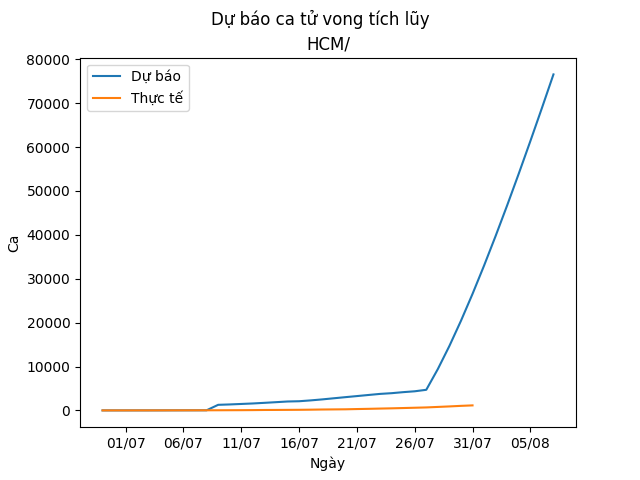 Dự báo ca tử vong tích lũy
HCM/
Dự báo
Thực tế
Ca
80000
70000
60000
50000
40000
30000
20000
10000
0
01/07 06/07 11/07 16/07 21/07 26/07 31/07 05/08
Ngày